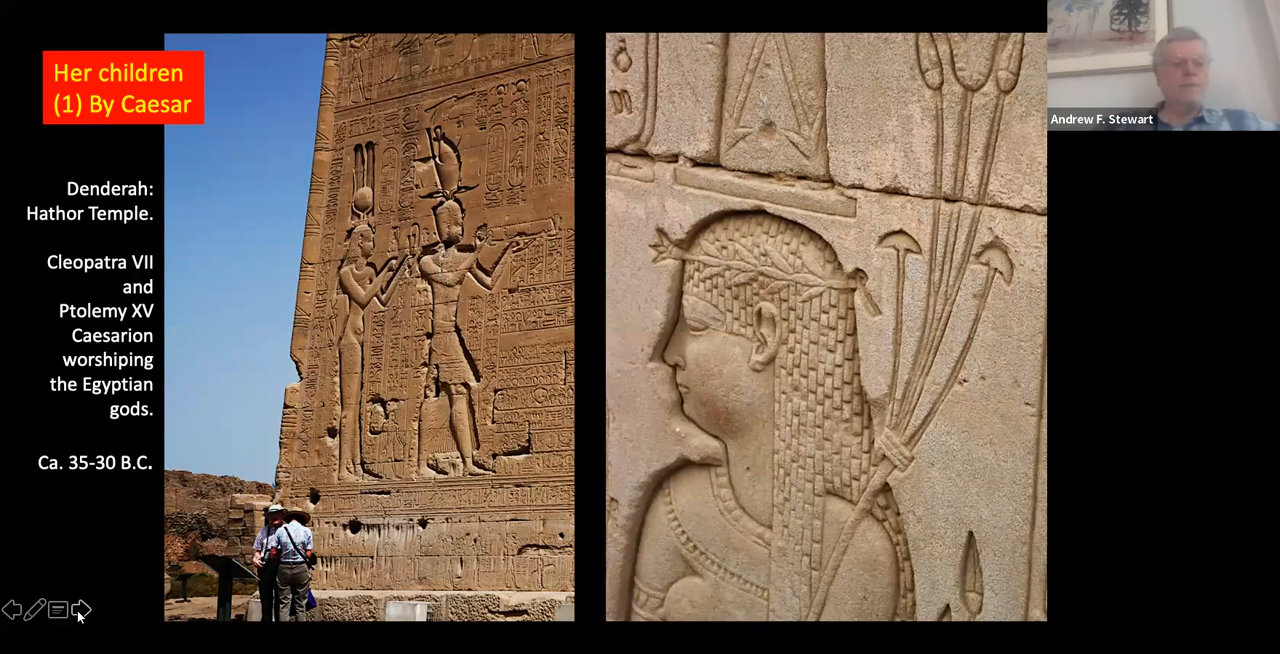 Her children
(1) By Caesar
Denderah:
Hathor Temple.
Cleopatra VII
and
Ptolemy XV
Caesarion
worshiping
the Egyptian
gods.
Ca. 35-30 B.C.
Andrew F. Stewart